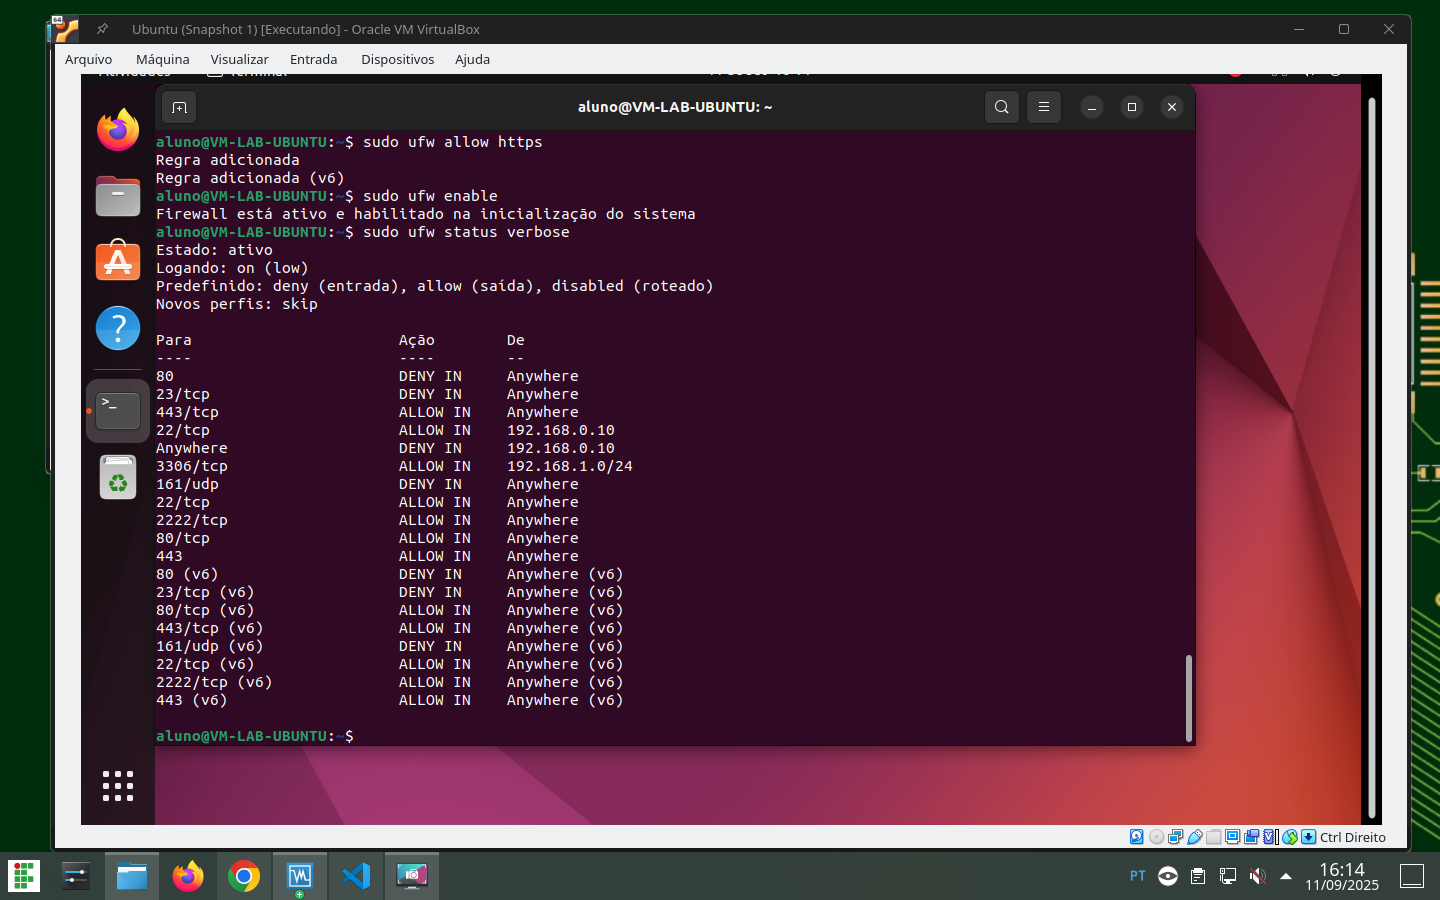 Ubuntu (Snapshot 1) [Executando] - Oracle VM VirtualBox
Arquivo Máquina Visualizar Entrada Dispositivos Ajuda
aluno@VM-LAB-UBUNTU: ~
aluno@VM-LAB-UBUNTU:~$ sudo ufw allow https
Regra adicionada
Regra adicionada (v6)
aluno@VM-LAB-UBUNTU:~$ sudo ufw enable
Firewall está ativo e habilitado na inicialização do sistema
aluno@VM-LAB-UBUNTU:~$ sudo ufw status verbose
Estado: ativo
Logando: on (low)
Predefinido: deny (entrada), allow (saída), disabled (roteado)
Novos perfis: skip
Para Ação De
---- ---- --
80 DENY IN Anywhere
23/tcp DENY IN Anywhere
443/tcp ALLOW IN Anywhere
22/tcp ALLOW IN 192.168.0.10
Anywhere DENY IN 192.168.0.10
3306/tcp ALLOW IN 192.168.1.0/24
161/udp DENY IN Anywhere
22/tcp ALLOW IN Anywhere
2222/tcp ALLOW IN Anywhere
80/tcp ALLOW IN Anywhere
443 ALLOW IN Anywhere
80 (v6) DENY IN Anywhere (v6)
23/tcp (v6) DENY IN Anywhere (v6)
80/tcp (v6) ALLOW IN Anywhere (v6)
443/tcp (v6) ALLOW IN Anywhere (v6)
161/udp (v6) DENY IN Anywhere (v6)
22/tcp (v6) ALLOW IN Anywhere (v6)
2222/tcp (v6) ALLOW IN Anywhere (v6)
443 (v6) ALLOW IN Anywhere (v6)
aluno@VM-LAB-UBUNTU:~$
Ctrl Direito
PT
16:14
11/09/2025